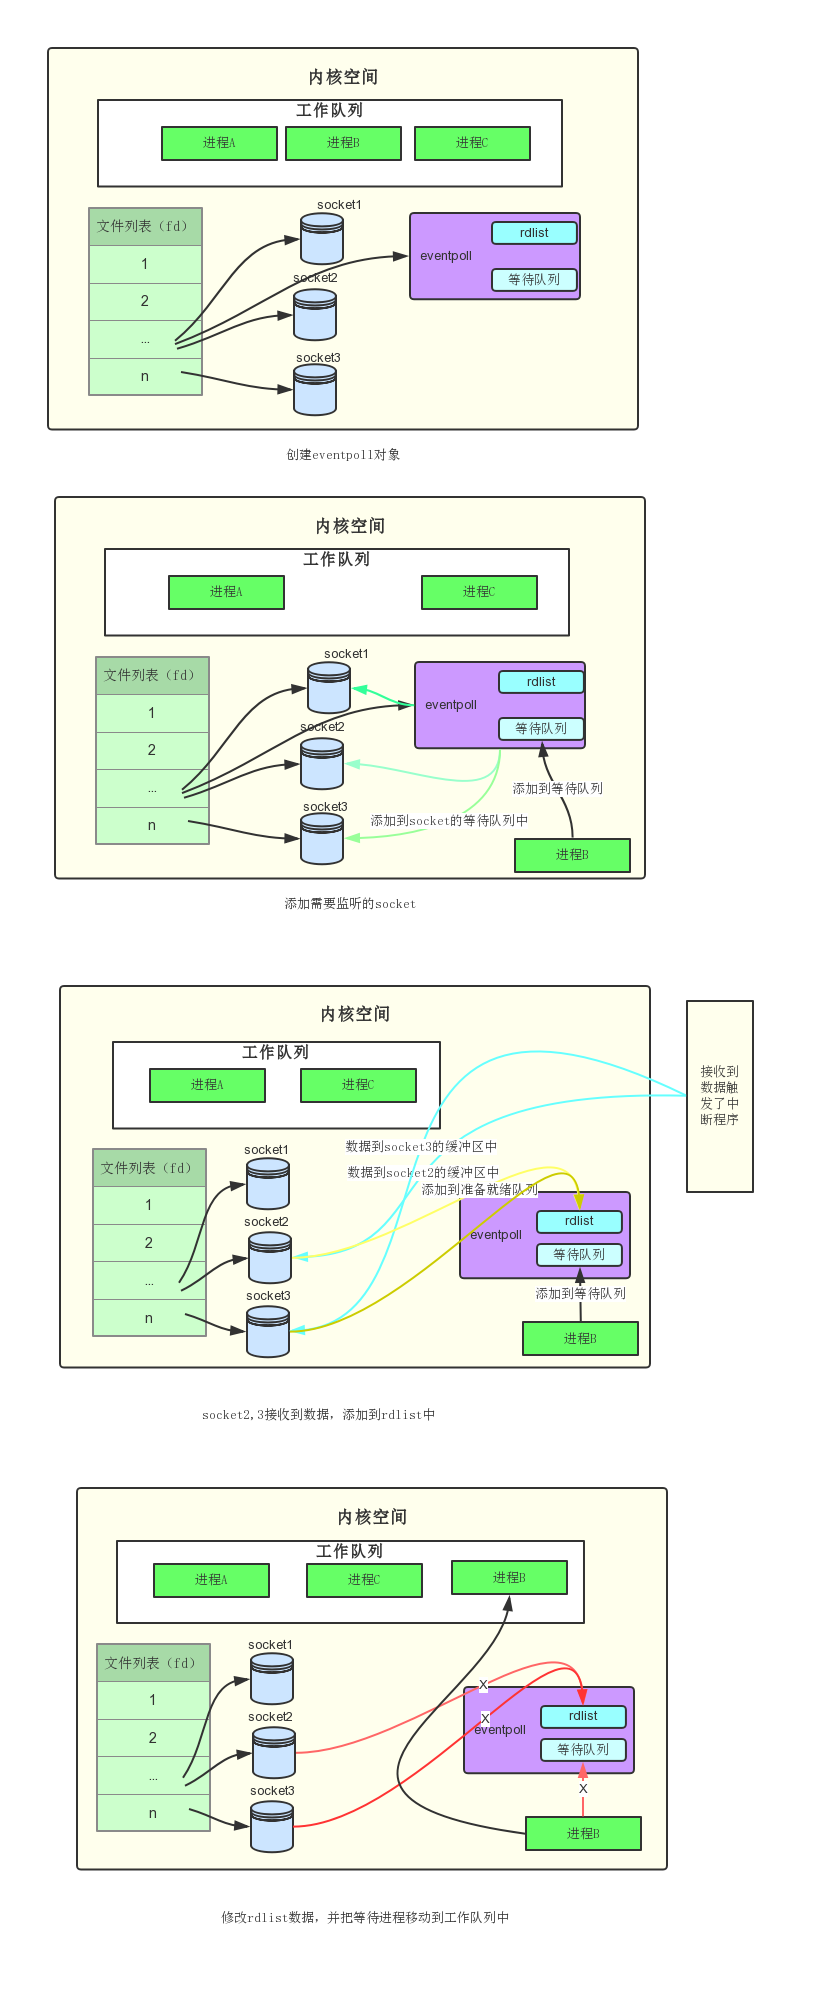 内核空间
工作队列
进程A
进程B
进程C
socket1
文件列表（fd）
rdlist
eventpoll
1
socket2
等待队列
2
...
socket3
n
创建eventpoll对象
内核空间
工作队列
进程A
进程C
socket1
文件列表（fd）
rdlist
eventpoll
1
socket2
等待队列
2
...
添加到等待队列
socket3
添加到socket的等待队列中
n
进程B
添加需要监听的socket
内核空间
工作队列
进程A
进程C
接收到
数据触
发了中
断程序
数据到socket3的缓冲区中
socket1
文件列表（fd）
数据到socket2的缓冲区中
添加到准备就绪队列
1
socket2
rdlist
eventpoll
2
等待队列
...
添加到等待队列
socket3
n
进程B
socket2,3接收到数据，添加到rdlist中
内核空间
工作队列
进程A
进程C
进程B
socket1
文件列表（fd）
X
1
socket2
X
rdlist
eventpoll
2
等待队列
...
X
socket3
n
进程B
修改rdlist数据，并把等待进程移动到工作队列中